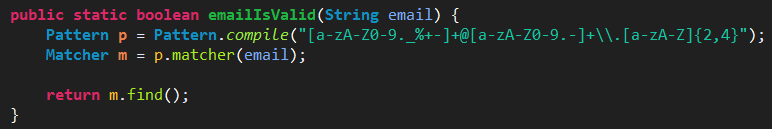 public static boolean emailIsValid(String email) {
    Pattern p = Pattern.compile("[a-zA-Z0-9._%+-]+@[a-zA-Z0-9.-]+\\.[a-zA-Z]{2,4}");
    Matcher m = p.matcher(email);

    return m.find();
}